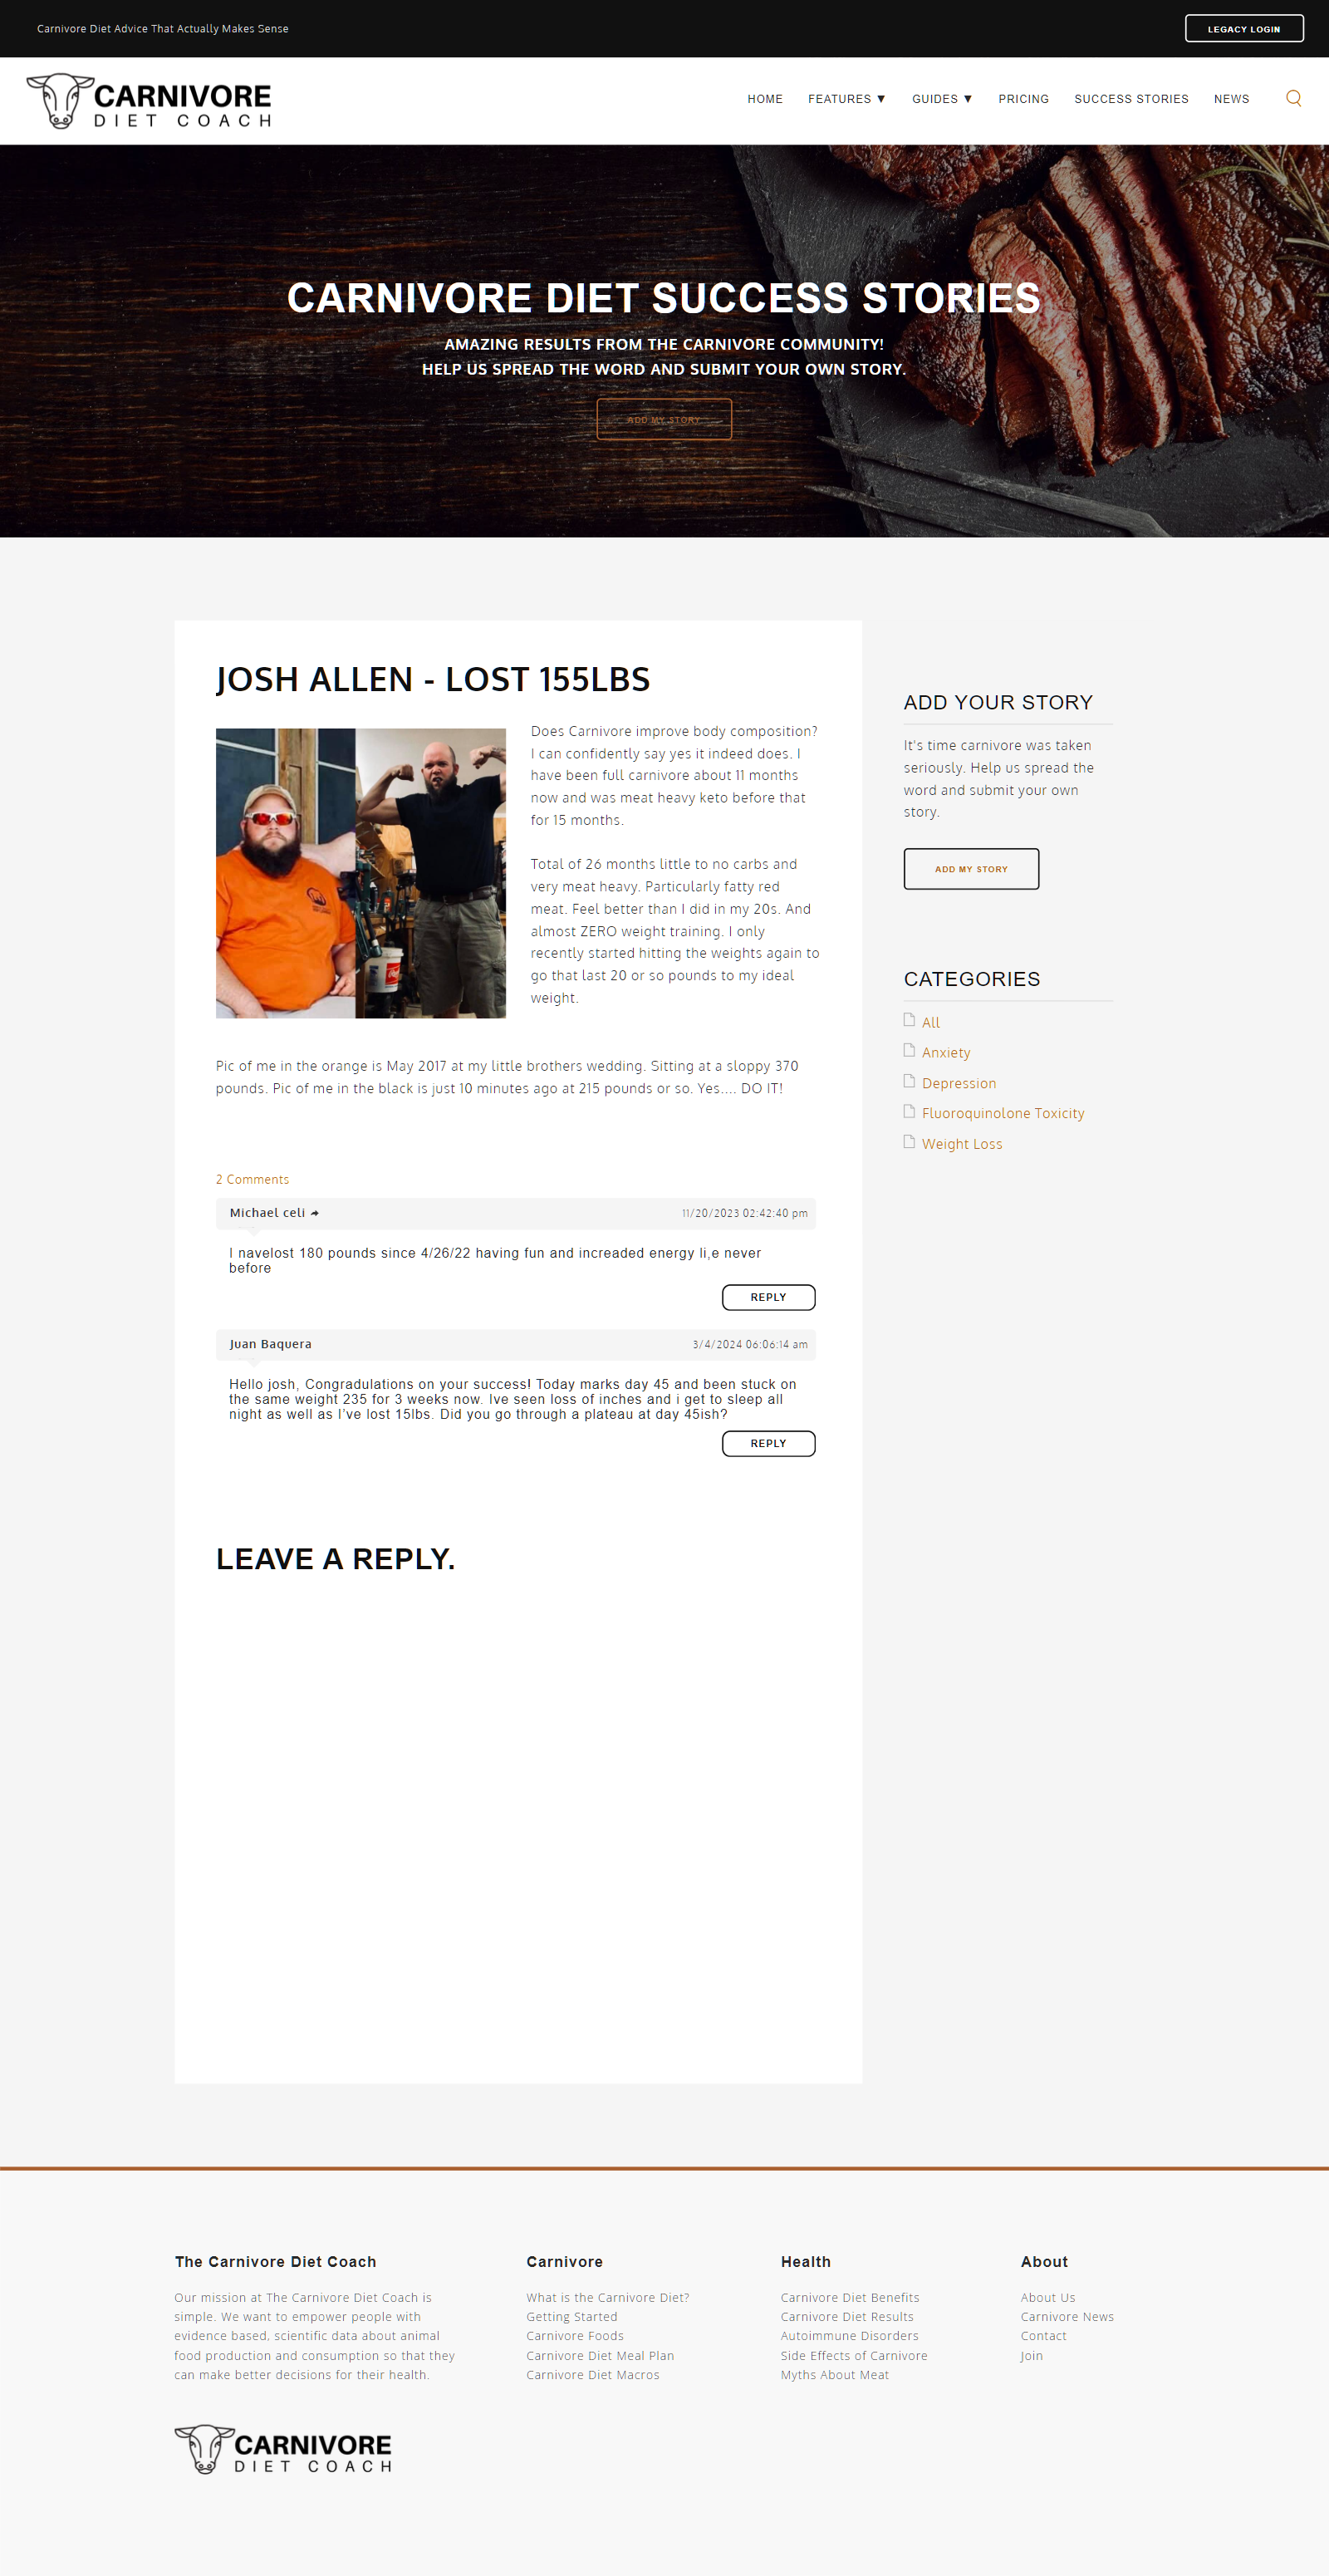 Carnivore Diet Advice That Actually Makes Sense
LEGACY LOGIN
CARNIVORE
DIET COACH
HOME FEATURES ▼ GUIDES ▼ PRICING SUCCESS STORIES NEWS
CARNIVORE DIET SUCCESS STORIES
AMAZING RESULTS FROM THE CARNIVORE COMMUNITY!
HELP US SPREAD THE WORD AND SUBMIT YOUR OWN STORY.
ADD MY STORY
JOSH ALLEN - LOST 155LBS
Does Carnivore improve body composition?
I can confidently say yes it indeed does. I
have been full carnivore about 11 months
now and was meat heavy keto before that
for 15 months.
Total of 26 months little to no carbs and
very meat heavy. Particularly fatty red
meat. Feel better than I did in my 20s. And
almost ZERO weight training. I only
recently started hitting the weights again to
go that last 20 or so pounds to my ideal
weight.
Pic of me in the orange is May 2017 at my little brothers wedding. Sitting at a sloppy 370
pounds. Pic of me in the black is just 10 minutes ago at 215 pounds or so. Yes.... DO IT!
2 Comments
Michael celi 11/20/2023 02:42:40 pm
I navelost 180 pounds since 4/26/22 having fun and increaded energy li,e never
before
REPLY
Juan Baquera 3/4/2024 06:06:14 am
Hello josh, Congradulations on your success! Today marks day 45 and been stuck on
the same weight 235 for 3 weeks now. Ive seen loss of inches and i get to sleep all
night as well as I’ve lost 15lbs. Did you go through a plateau at day 45ish?
REPLY
LEAVE A REPLY.
ADD YOUR STORY
It's time carnivore was taken
seriously. Help us spread the
word and submit your own
story.
ADD MY STORY
CATEGORIES
All
Anxiety
Depression
Fluoroquinolone Toxicity
Weight Loss
The Carnivore Diet Coach
Our mission at The Carnivore Diet Coach is
simple. We want to empower people with
evidence based, scientific data about animal
food production and consumption so that they
can make better decisions for their health.
CARNIVORE
DIET COACH
Carnivore
What is the Carnivore Diet?
Getting Started
Carnivore Foods
Carnivore Diet Meal Plan
Carnivore Diet Macros
Health
Carnivore Diet Benefits
Carnivore Diet Results
Autoimmune Disorders
Side Effects of Carnivore
Myths About Meat
About
About Us
Carnivore News
Contact
Join